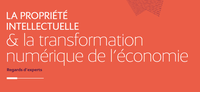 LA PROPRIÉTÉ
INTELLECTUELLE
& la transformation
numérique de l'économie
Regards d'experts